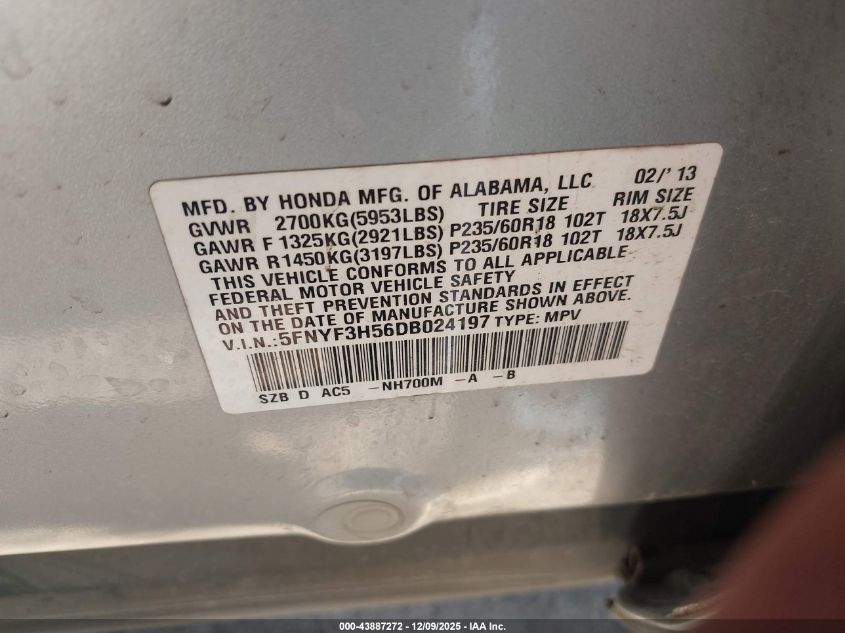 MFD. BY HONDA MFG. OF ALABAMA, LLC 02/'13
GVWR 2700KG(5953LBS) TIRE SIZE RIM SIZE
GAWR F 1325KG(2921LBS) P235/60R18 102T 18X7.5J
GAWR R1450KG(3197LBS) P235/60R18 102T 18X7.5J
THIS VEHICLE CONFORMS TO ALL APPLICABLE
FEDERAL MOTOR VEHICLE SAFETY
AND THEFT PREVENTION STANDARDS IN EFFECT
ON THE DATE OF MANUFACTURE SHOWN ABOVE.
V.I.N.:5FNYF3H56DB024197 TYPE: MPV
SZB D AC5 -NH700M -A -B
000-43887272 - 12/09/2025 - IAA Inc.